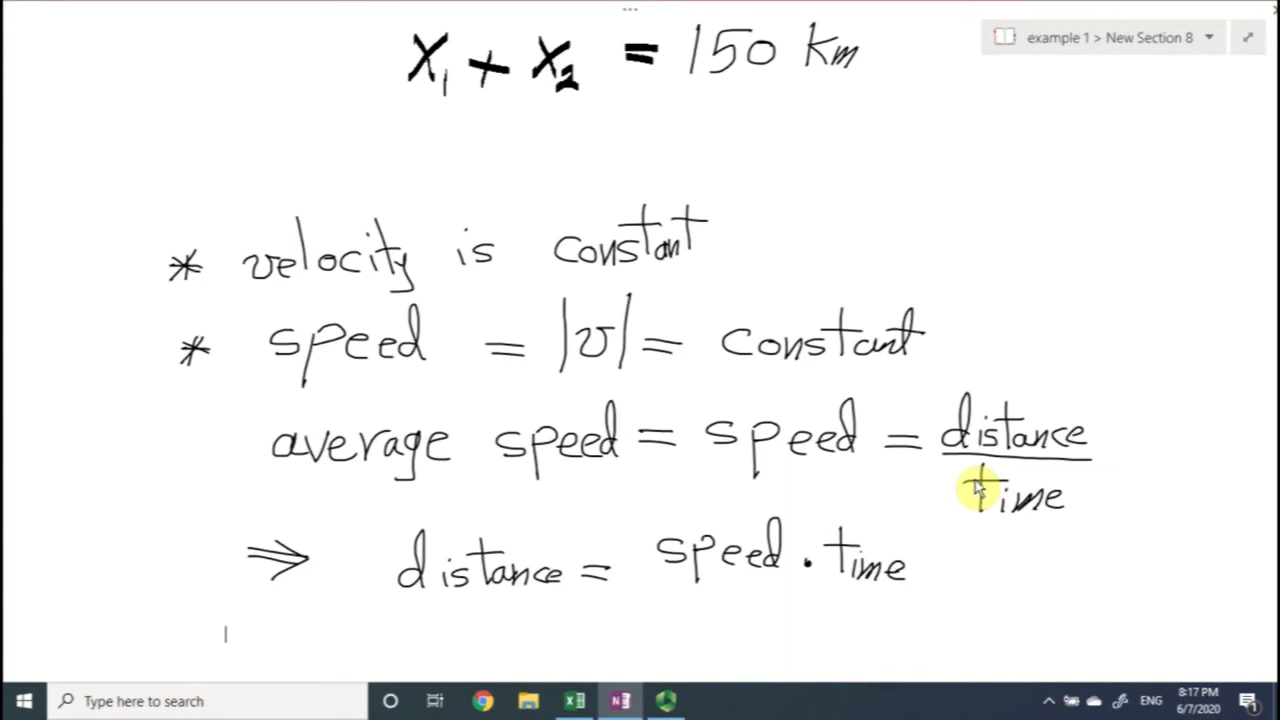 example 1 > New Section 8
X₁ + X₂ = 150 km
* velocity is constant
* speed = |v| = constant
average speed = speed = distance / time
⇒ distance = speed . time
Type here to search
ENG
8:17 PM
6/7/2020
1